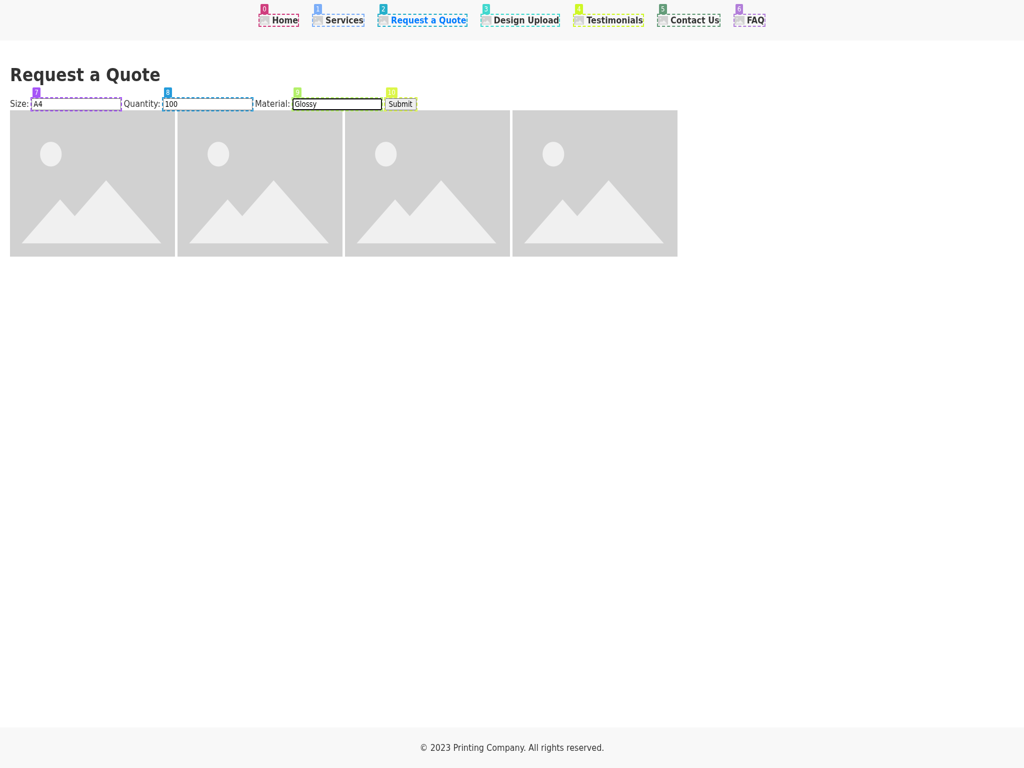 0 1 2 3 4 5 6
Home Services Request a Quote Design Upload Testimonials Contact Us FAQ
Request a Quote
7 8 9 10
Size: A4 Quantity: 100 Material: Glossy Submit
© 2023 Printing Company. All rights reserved.